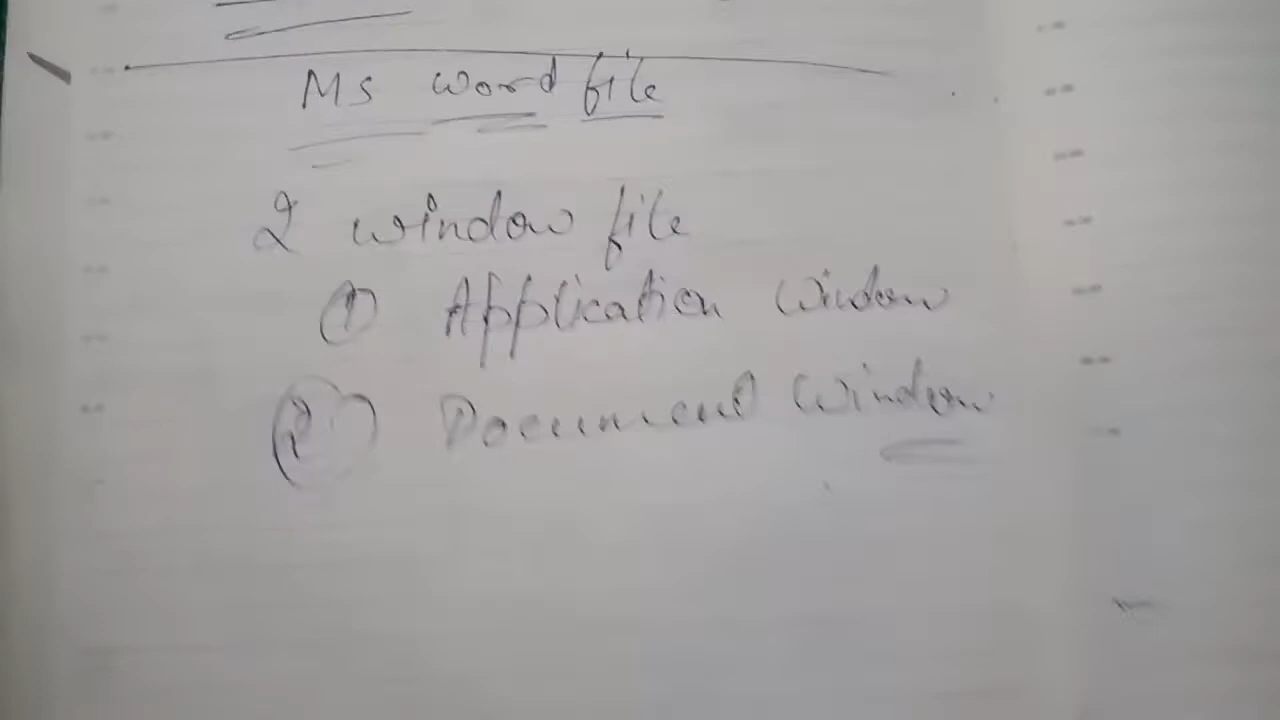 MS word file
2 window file
① Application window
② Document window